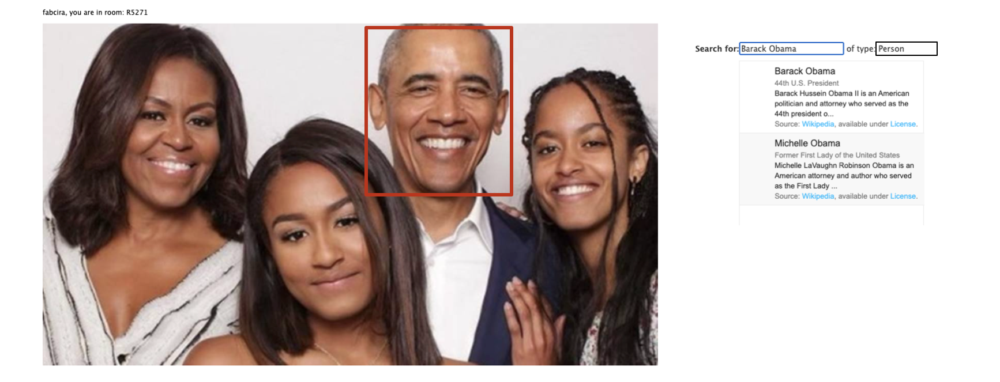 fabcira, you are in room: R5271
Search for: Barack Obama of type: Person
Barack Obama
44th U.S. President
Barack Hussein Obama II is an American
politician and attorney who served as the
44th president o...
Source: Wikipedia, available under License.
Michelle Obama
Former First Lady of the United States
Michelle LaVaughn Robinson Obama is an
American attorney and author who served
as the First Lady ...
Source: Wikipedia, available under License.